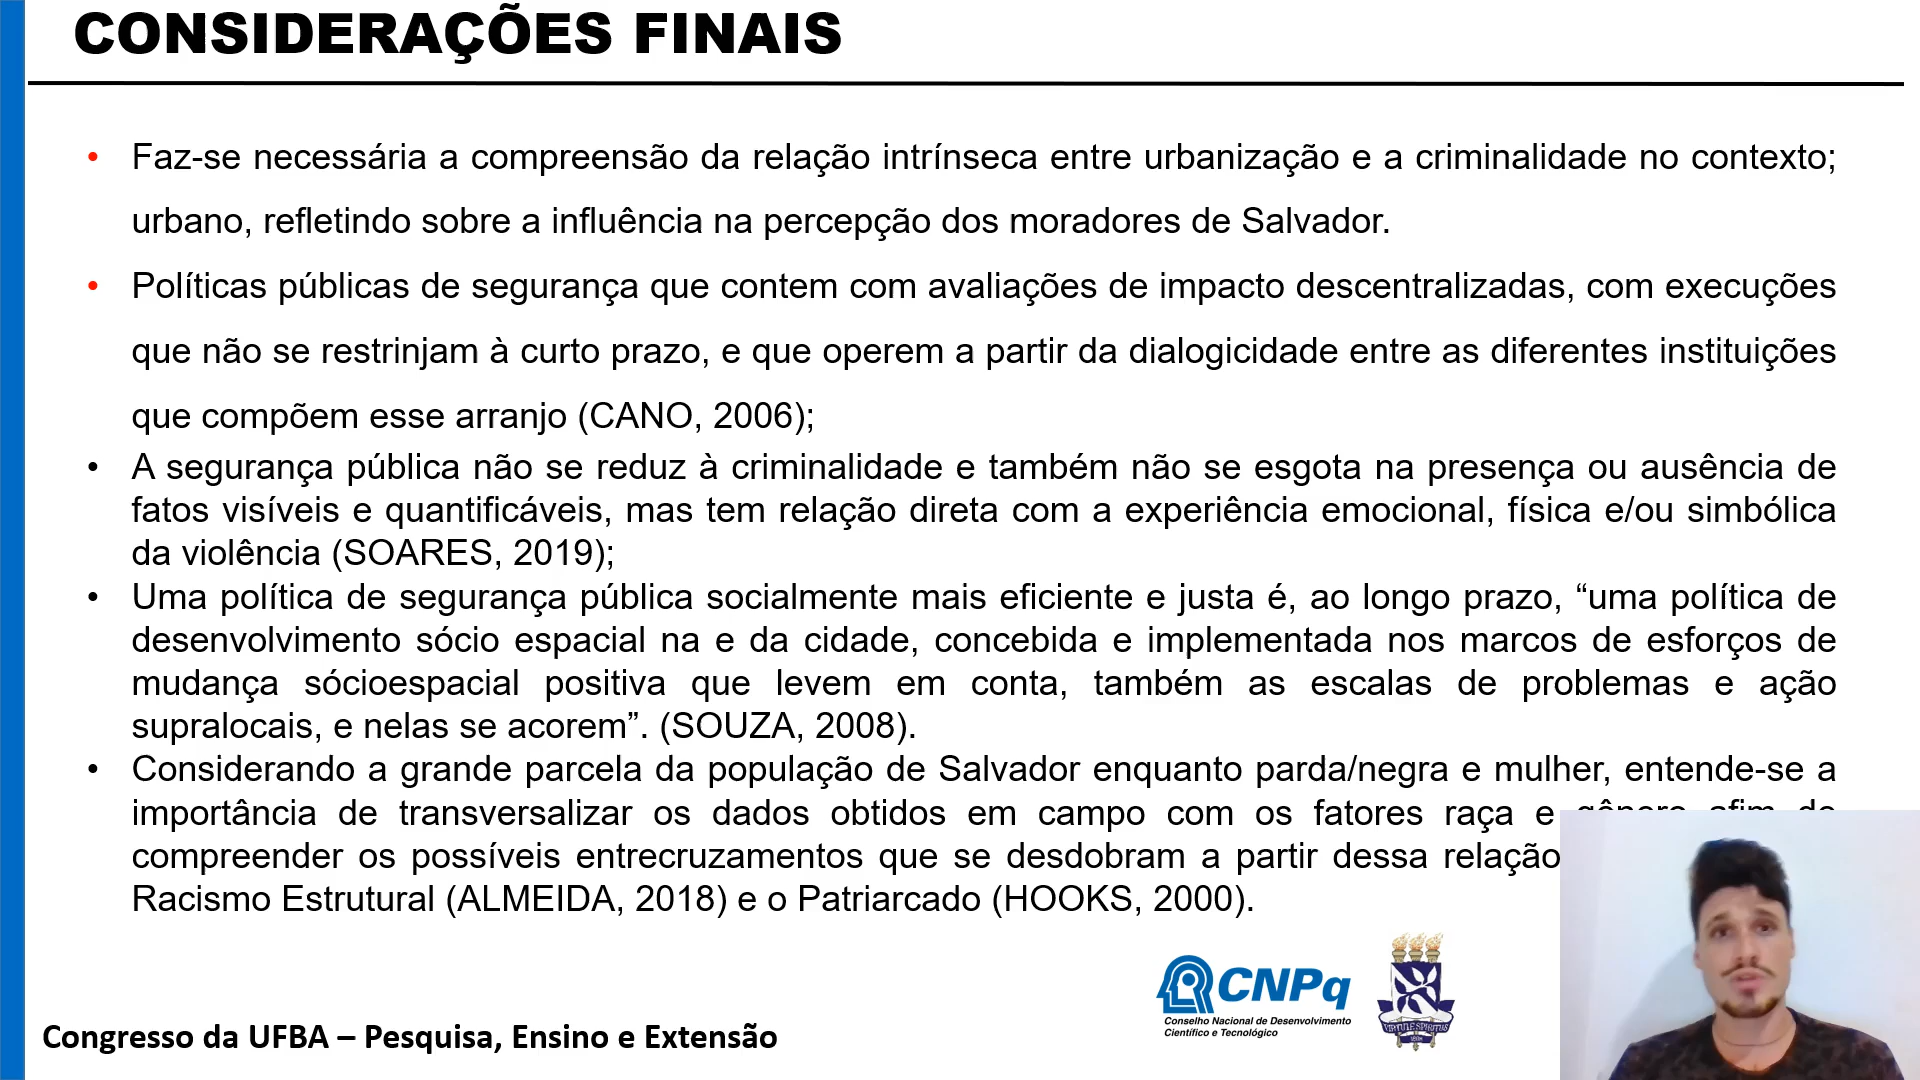 CONSIDERAÇÕES FINAIS
• Faz-se necessária a compreensão da relação intrínseca entre urbanização e a criminalidade no contexto;
urbano, refletindo sobre a influência na percepção dos moradores de Salvador.
• Políticas públicas de segurança que contem com avaliações de impacto descentralizadas, com execuções
que não se restrinjam à curto prazo, e que operem a partir da dialogicidade entre as diferentes instituições
que compõem esse arranjo (CANO, 2006);
• A segurança pública não se reduz à criminalidade e também não se esgota na presença ou ausência de
fatos visíveis e quantificáveis, mas tem relação direta com a experiência emocional, física e/ou simbólica
da violência (SOARES, 2019);
• Uma política de segurança pública socialmente mais eficiente e justa é, ao longo prazo, “uma política de
desenvolvimento sócio espacial na e da cidade, concebida e implementada nos marcos de esforços de
mudança sócioespacial positiva que levem em conta, também as escalas de problemas e ação
supralocais, e nelas se acorem”. (SOUZA, 2008).
• Considerando a grande parcela da população de Salvador enquanto parda/negra e mulher, entende-se a
importância de transversalizar os dados obtidos em campo com os fatores raça e gênero afim de
compreender os possíveis entrecruzamentos que se desdobram a partir dessa relação
Racismo Estrutural (ALMEIDA, 2018) e o Patriarcado (HOOKS, 2000).
CNPq
Conselho Nacional de Desenvolvimento
Científico e Tecnológico
VIRTUTE SPIRITUS
Congresso da UFBA – Pesquisa, Ensino e Extensão